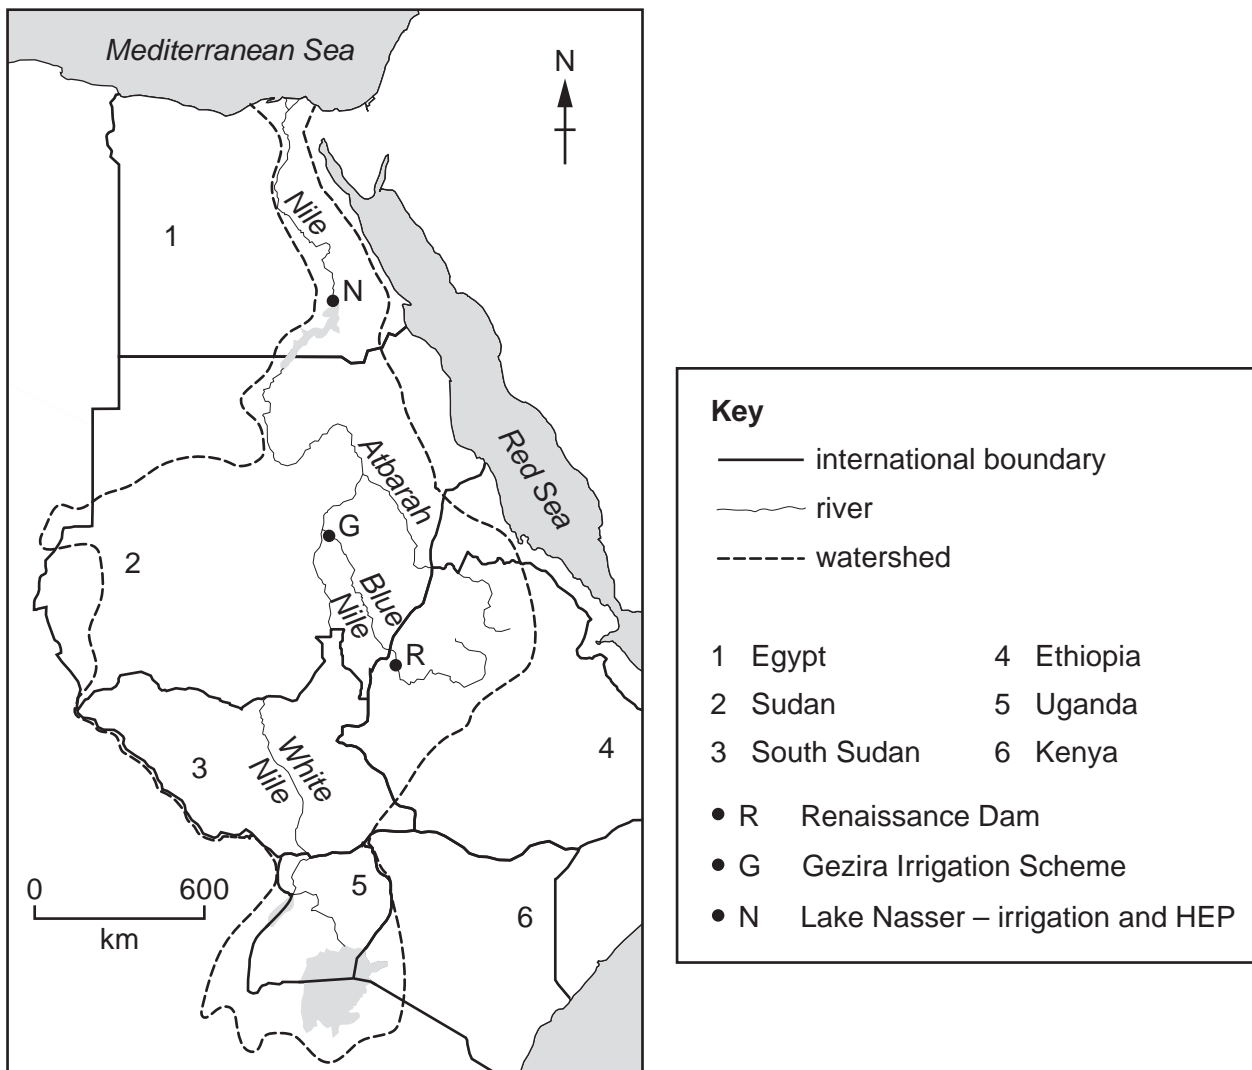 Mediterranean Sea
N
Nile
1
N
Red Sea
Atbarah
G
2
Blue
Nile
R
4
White
Nile
3
0 600
km
5
6
Key
international boundary
river
watershed
1 Egypt 4 Ethiopia
2 Sudan 5 Uganda
3 South Sudan 6 Kenya
R Renaissance Dam
G Gezira Irrigation Scheme
N Lake Nasser – irrigation and HEP